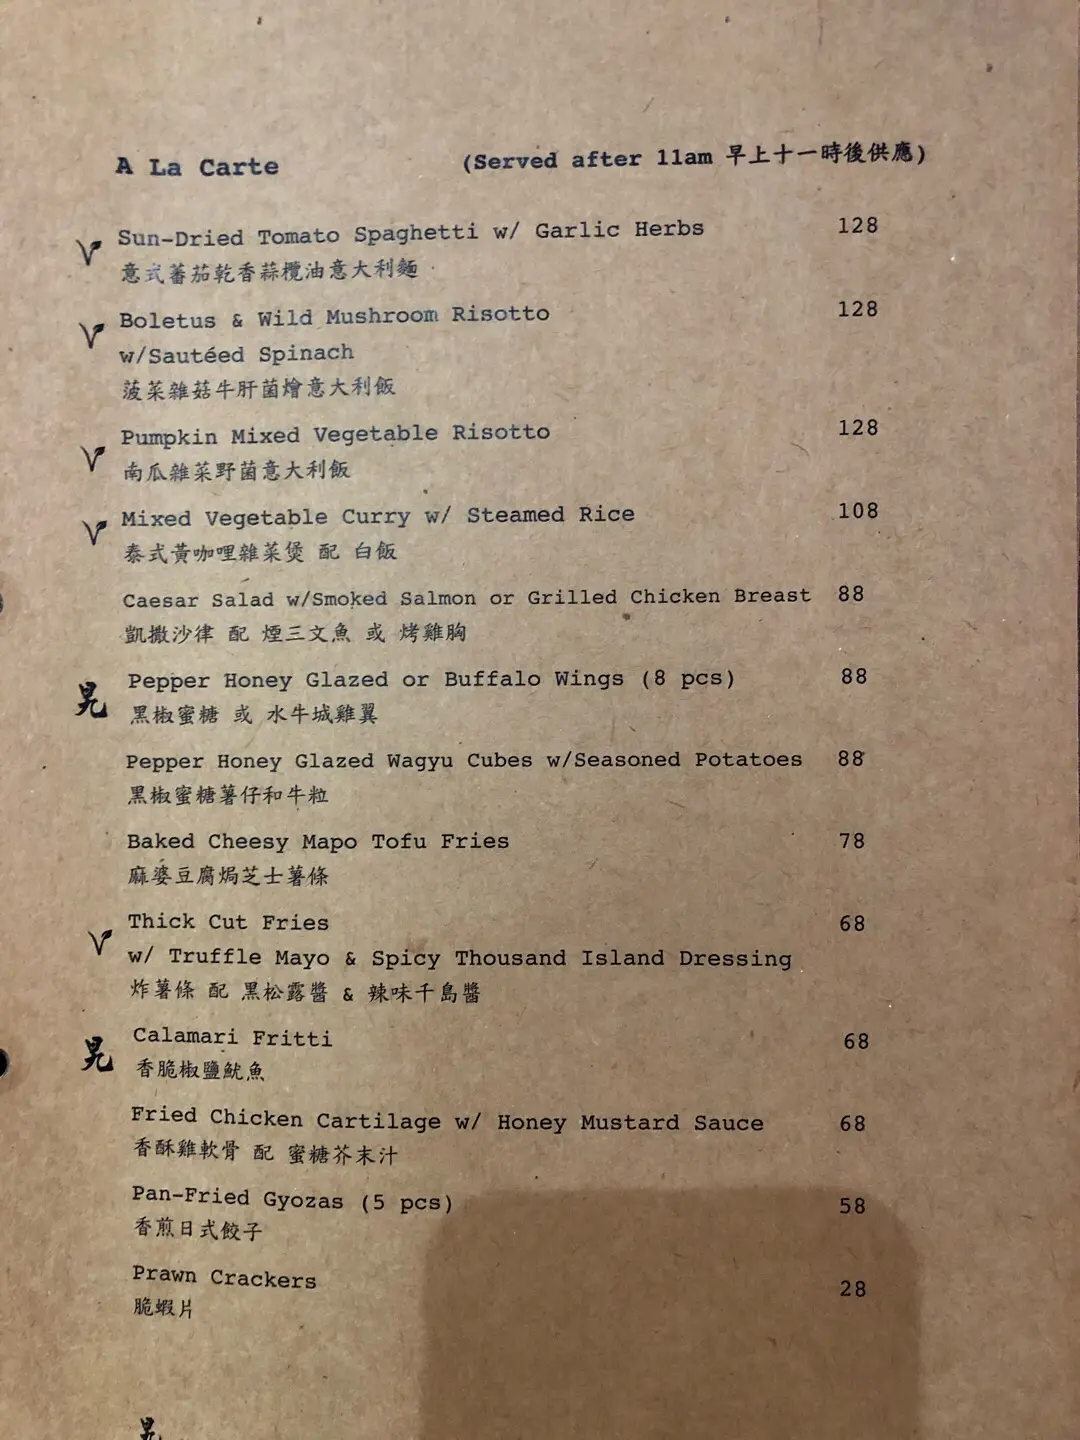 A La Carte (Served after 11am 早上十一時後供應)
Sun-Dried Tomato Spaghetti w/ Garlic Herbs 128
意式蕃茄乾香蒜欖油意大利麵
Boletus & Wild Mushroom Risotto 128
w/Sautéed Spinach
菠菜雜菇牛肝菌燴意大利飯
Pumpkin Mixed Vegetable Risotto 128
南瓜雜菜野菌意大利飯
Mixed Vegetable Curry w/ Steamed Rice 108
泰式黃咖哩雜菜煲 配 白飯
Caesar Salad w/Smoked Salmon or Grilled Chicken Breast 88
凱撒沙律 配 煙三文魚 或 烤雞胸
Pepper Honey Glazed or Buffalo Wings (8 pcs) 88
黑椒蜜糖 或 水牛城雞翼
Pepper Honey Glazed Wagyu Cubes w/Seasoned Potatoes 88
黑椒蜜糖薯仔和牛粒
Baked Cheesy Mapo Tofu Fries 78
麻婆豆腐焗芝士薯條
Thick Cut Fries 68
w/ Truffle Mayo & Spicy Thousand Island Dressing
炸薯條 配 黑松露醬 & 辣味千島醬
Calamari Fritti 68
香脆椒鹽魷魚
Fried Chicken Cartilage w/ Honey Mustard Sauce 68
香酥雞軟骨 配 蜜糖芥末汁
Pan-Fried Gyozas (5 pcs) 58
香煎日式餃子
Prawn Crackers 28
脆蝦片